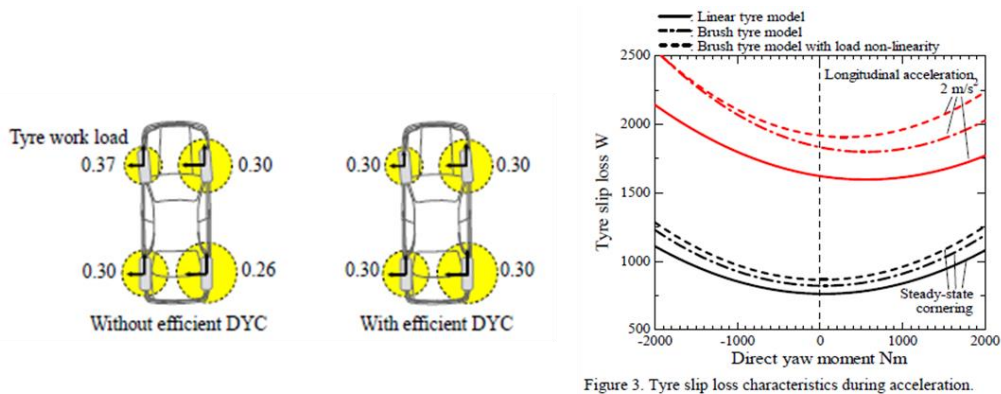 Tyre work load
0.37
0.30
0.30
0.26
Without efficient DYC
0.30
0.30
0.30
0.30
With efficient DYC
: Linear tyre model
: Brush tyre model
: Brush tyre model with load non-linearity
2500
2000
1500
1000
500
Tyre slip loss W
Longitudinal acceleration
2 m/s²
Steady-state
cornering
-2000
-1000
0
1000
2000
Direct yaw moment Nm
Figure 3. Tyre slip loss characteristics during acceleration.